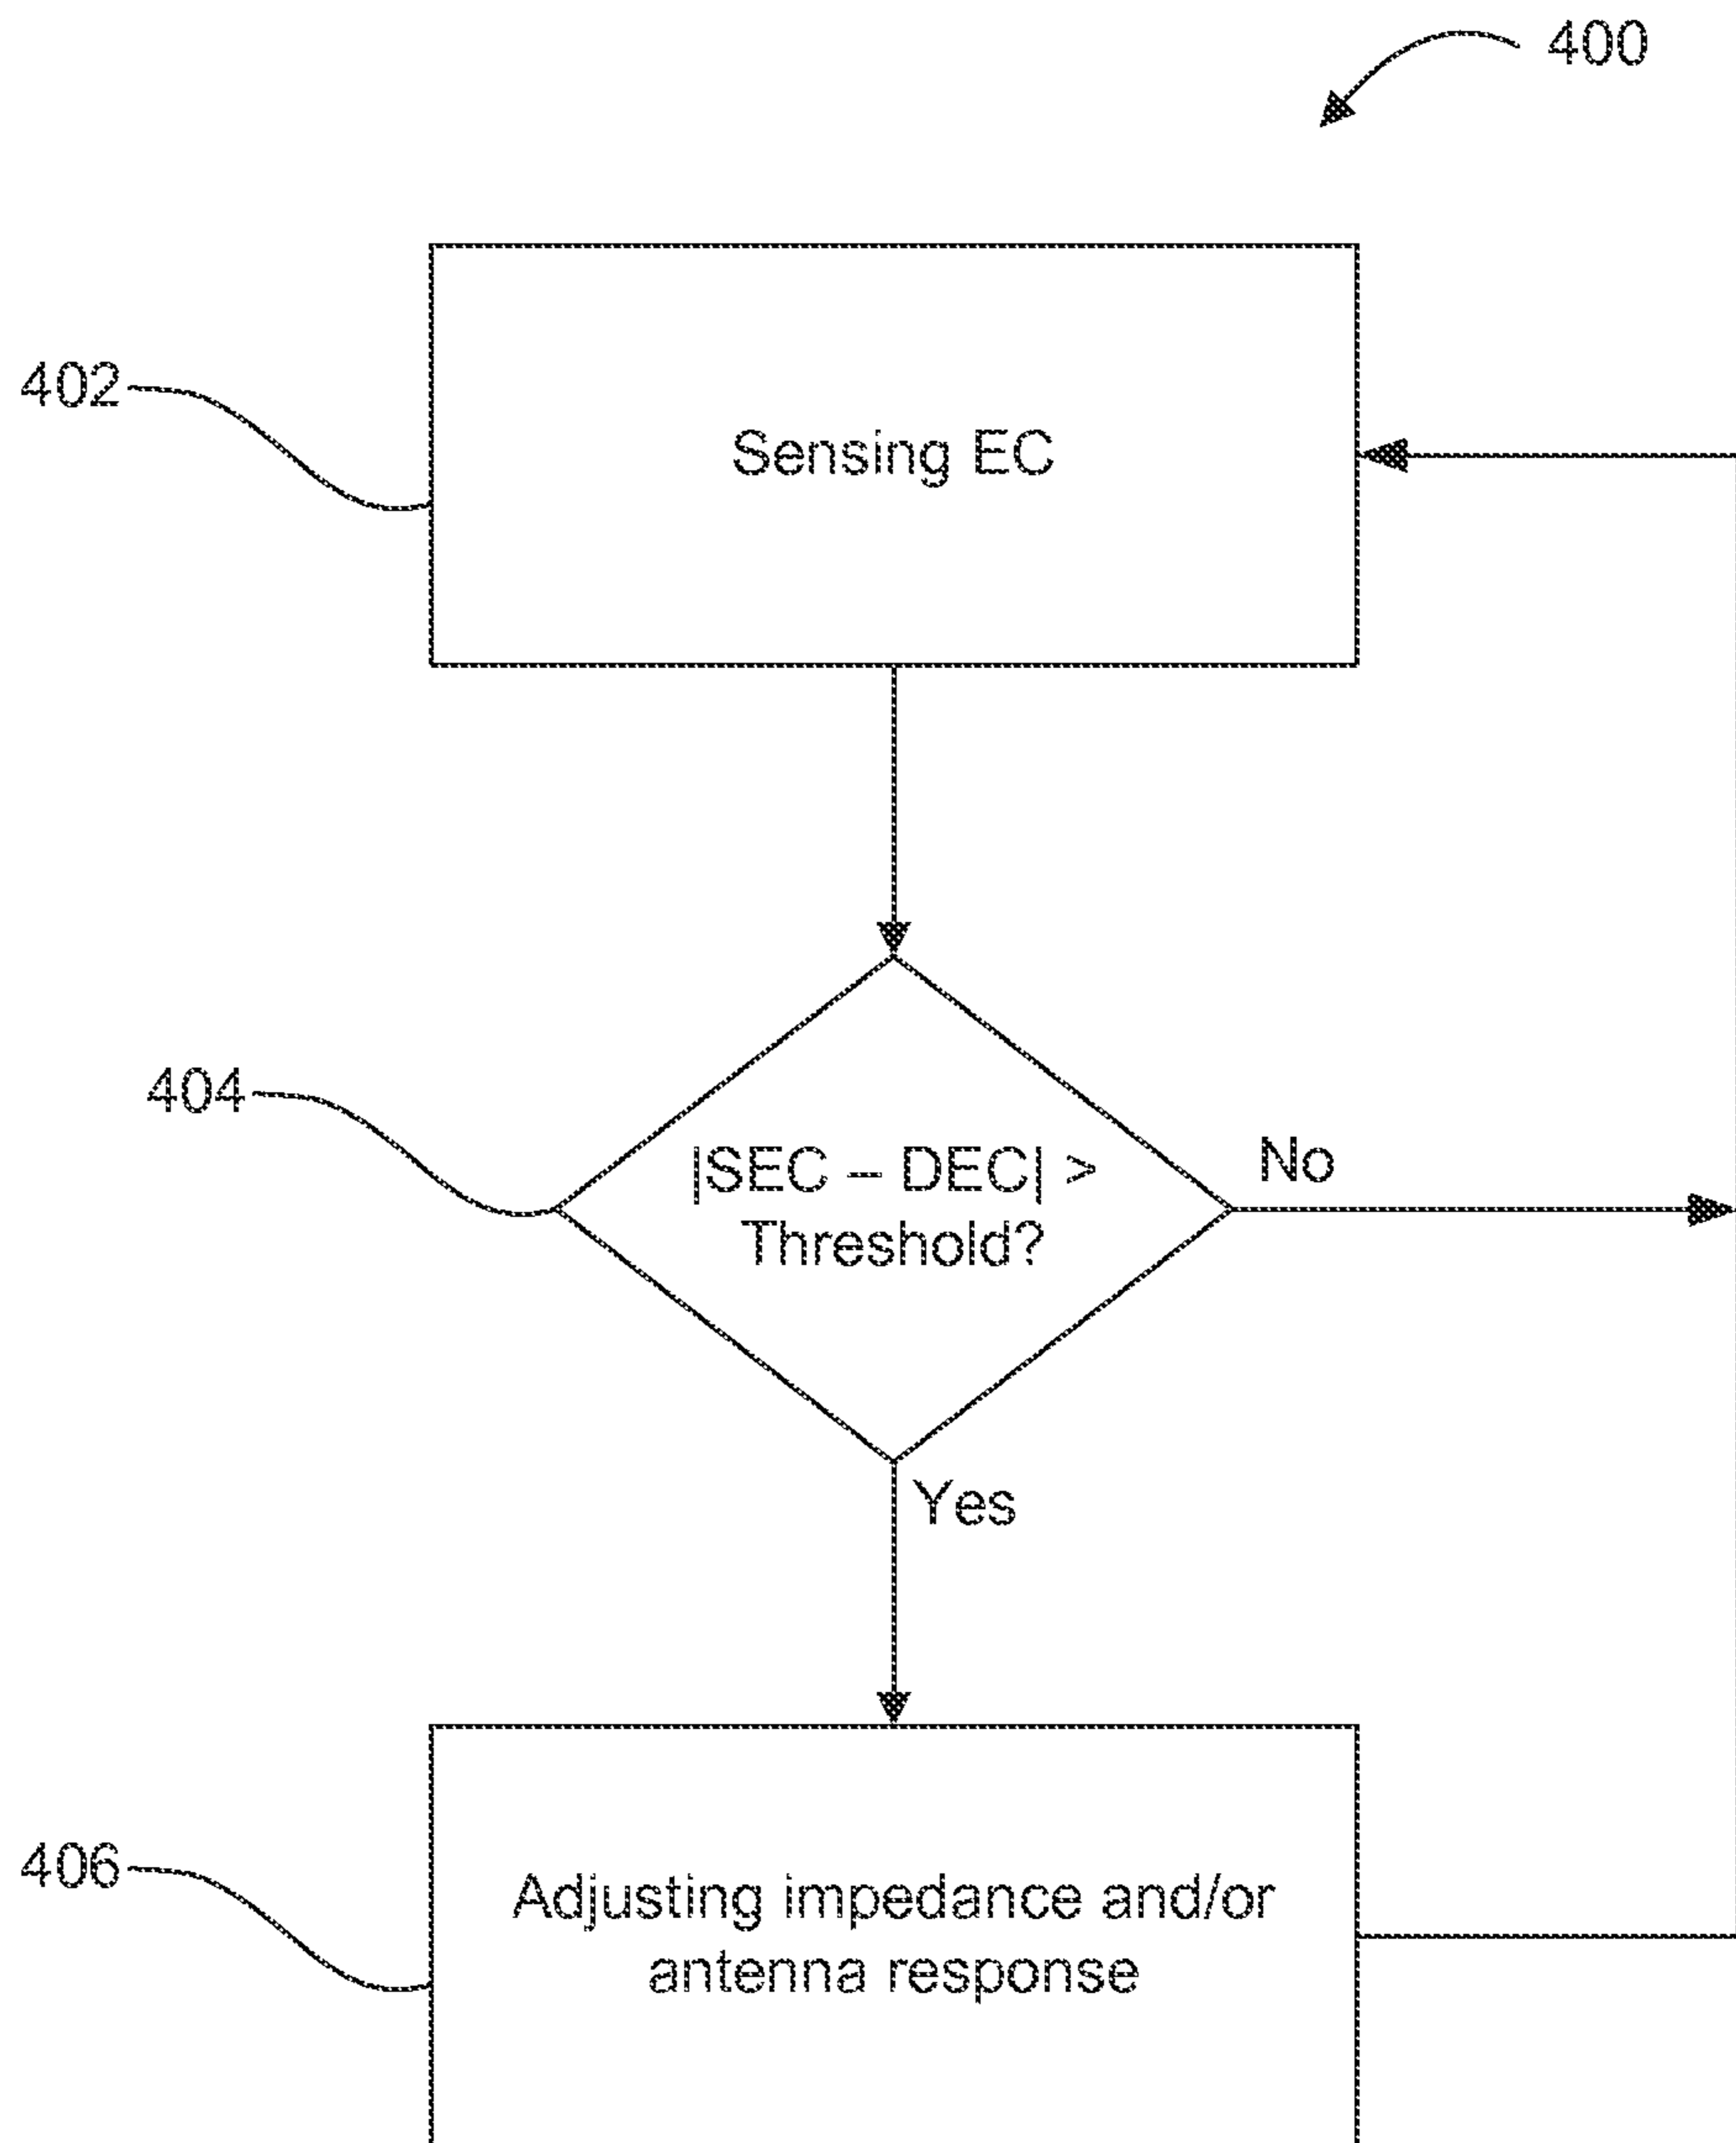 400
402
Sensing EC
404
|SEC – DEC| >
Threshold?
No
Yes
406
Adjusting impedance and/or
antenna response